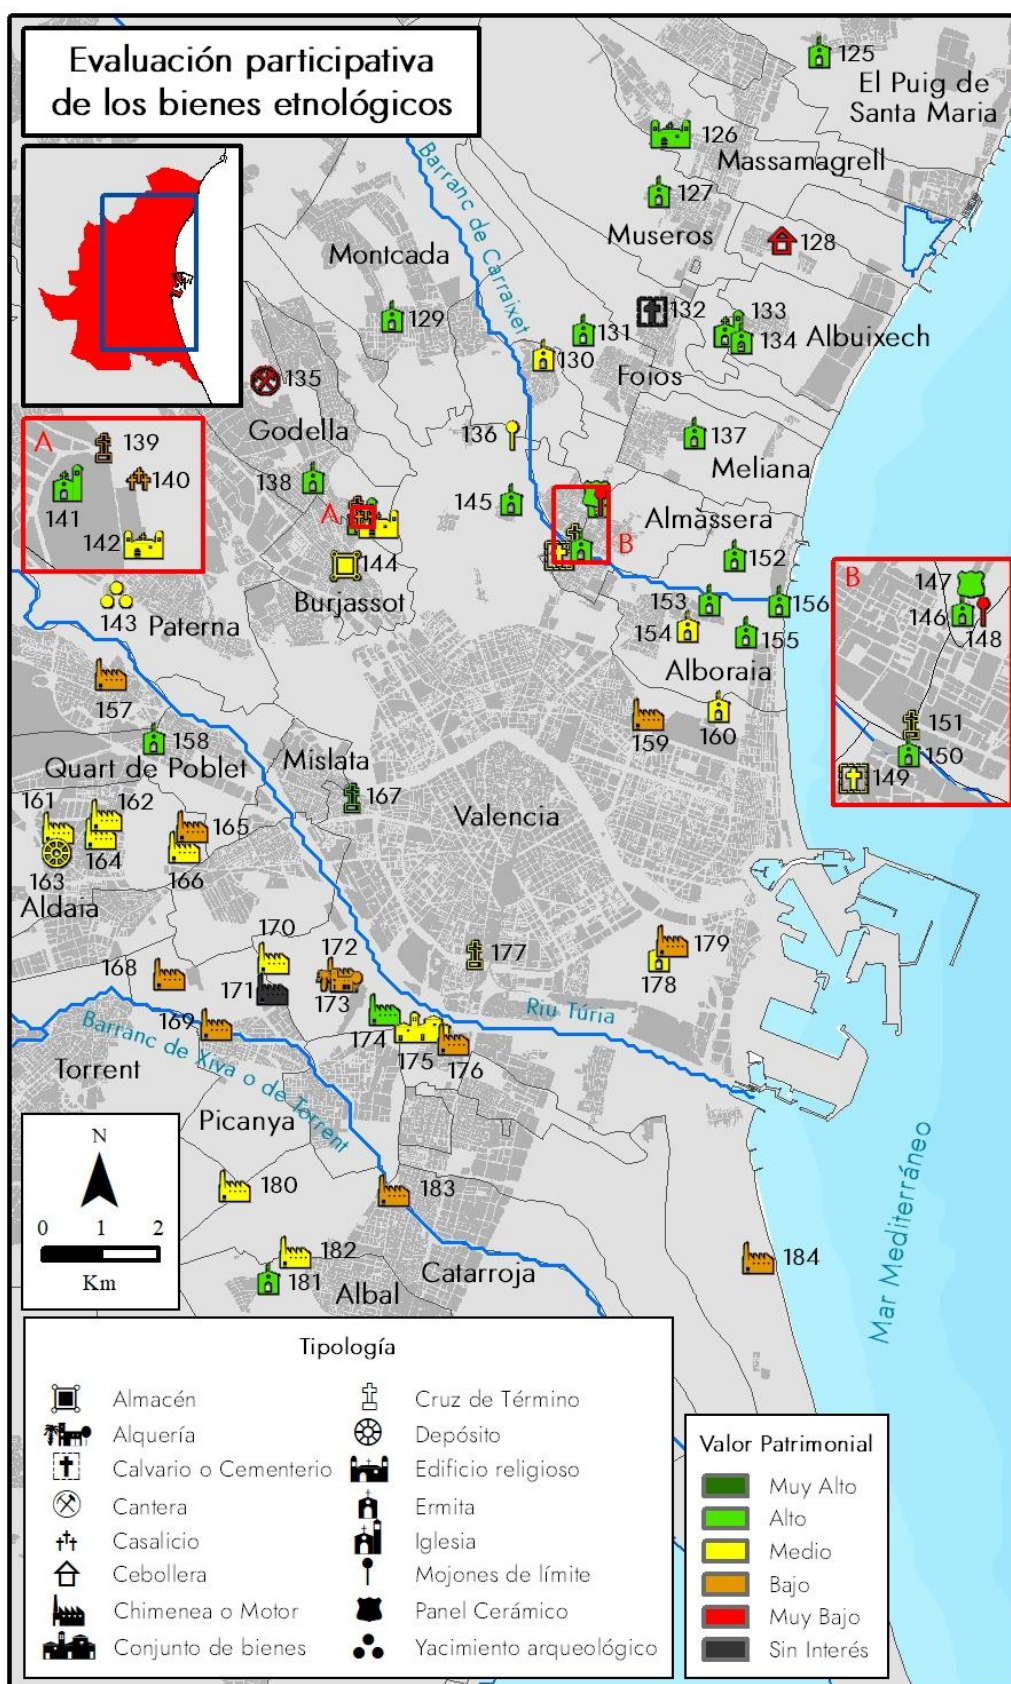 Evaluación participativa
de los bienes etnológicos
125
El Puig de
Santa Maria
126
Massamagrell
Barranc de Carraixet
127
Museros
128
Montcada
129
132
133
131
134
Albuixech
130
Foios
135
Godella
136
137
Meliana
A
139
140
141
142
138
A
145
Almàssera
B
152
144
Burjassot
153
156
154
155
Alboraia
B
147
146
148
151
150
149
143
Paterna
157
159
160
158
Quart de Poblet
Mislata
167
Valencia
161
162
165
164
166
163
Aldaia
170
172
177
179
178
168
171
173
169
174
175
176
Riu Túria
Barranc de Xiva o de Torrent
Torrent
Picanya
N
0 1 2
Km
180
183
182
181
Albal
Catarroja
184
Mar Mediterráneo
Tipología
Almacén
Alquería
Calvario o Cementerio
Cantera
Casalicio
Cebollera
Chimenea o Motor
Conjunto de bienes
Cruz de Término
Depósito
Edificio religioso
Ermita
Iglesia
Mojones de límite
Panel Cerámico
Yacimiento arqueológico
Valor Patrimonial
Muy Alto
Alto
Medio
Bajo
Muy Bajo
Sin Interés